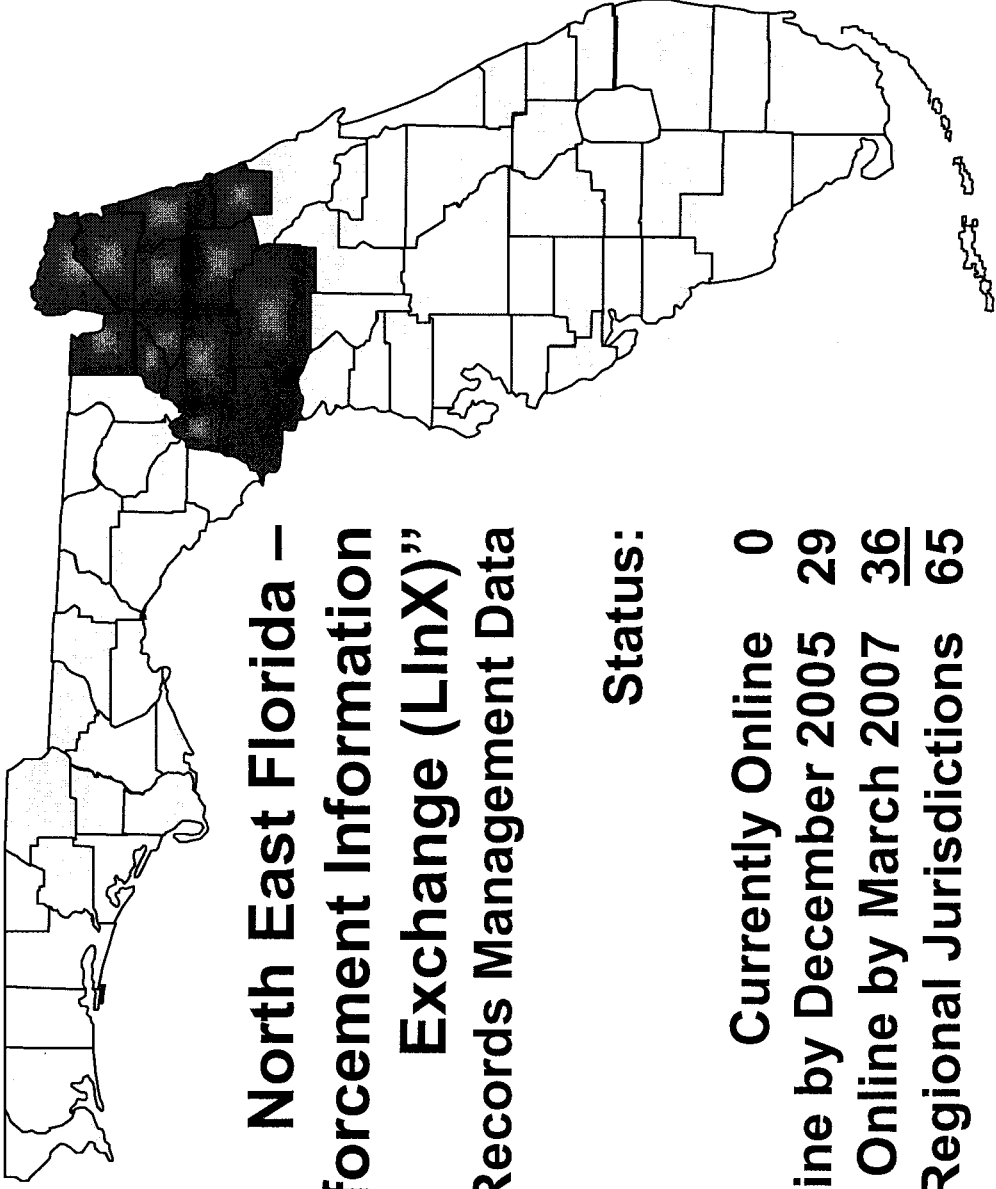 North East Florida –
forcement Information
Exchange (LInX)”
Records Management Data
Status:
Currently Online 0
ine by December 2005 29
Online by March 2007 36
Regional Jurisdictions 65